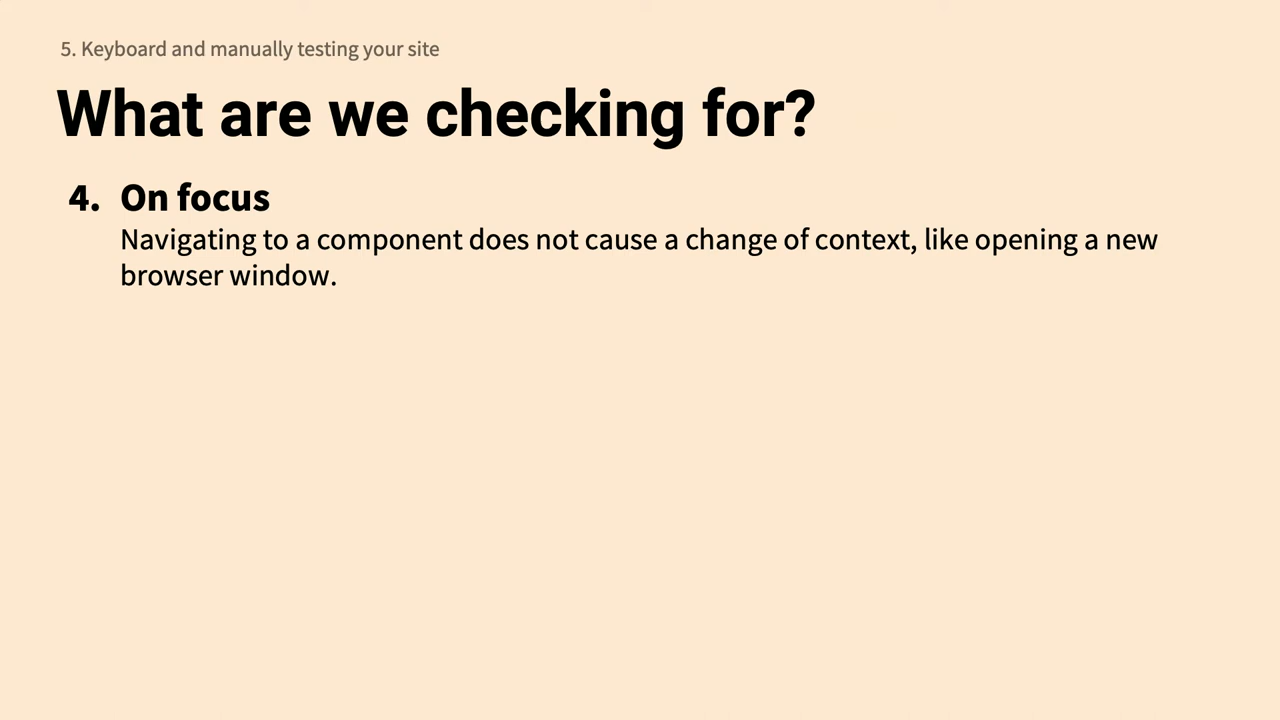 5. Keyboard and manually testing your site
What are we checking for?
4. On focus
Navigating to a component does not cause a change of context, like opening a new
browser window.